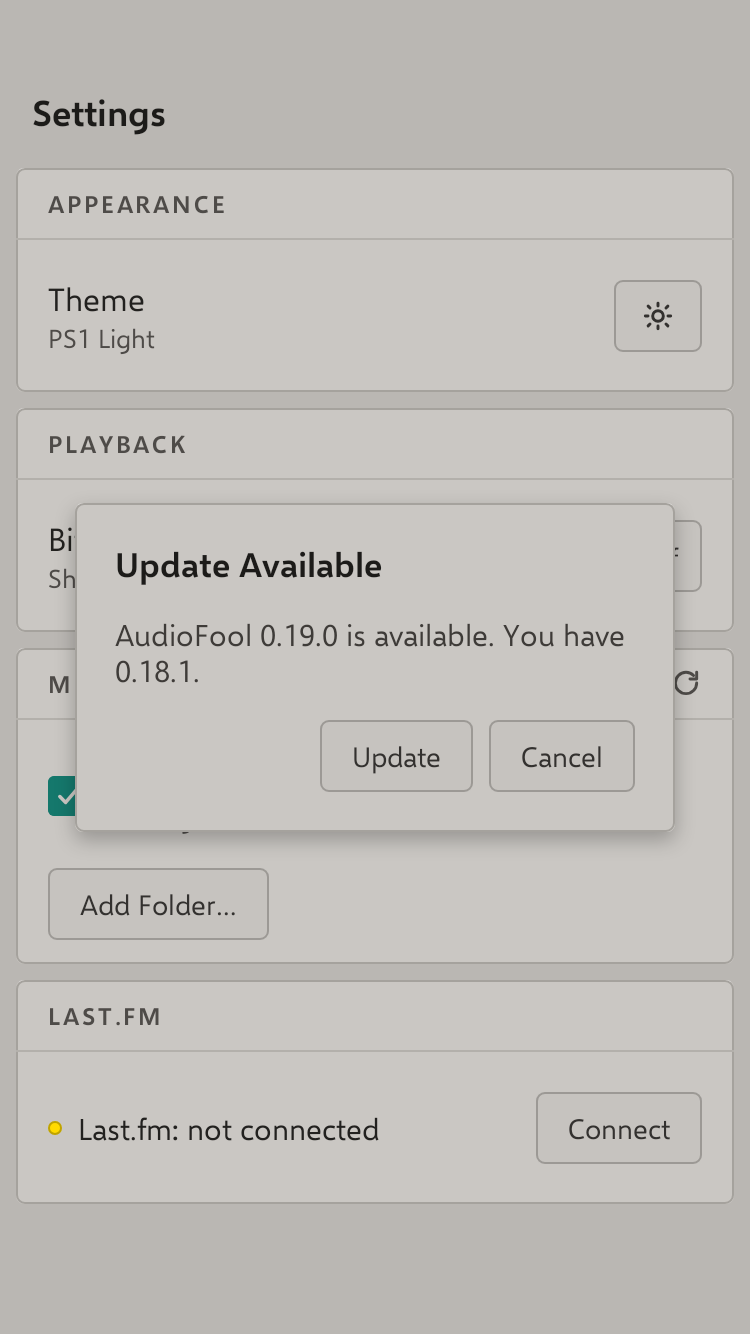 Settings
APPEARANCE
Theme
PS1 Light
PLAYBACK
Update Available
AudioFool 0.19.0 is available. You have
0.18.1.
Update
Cancel
Add Folder...
LAST.FM
Last.fm: not connected
Connect